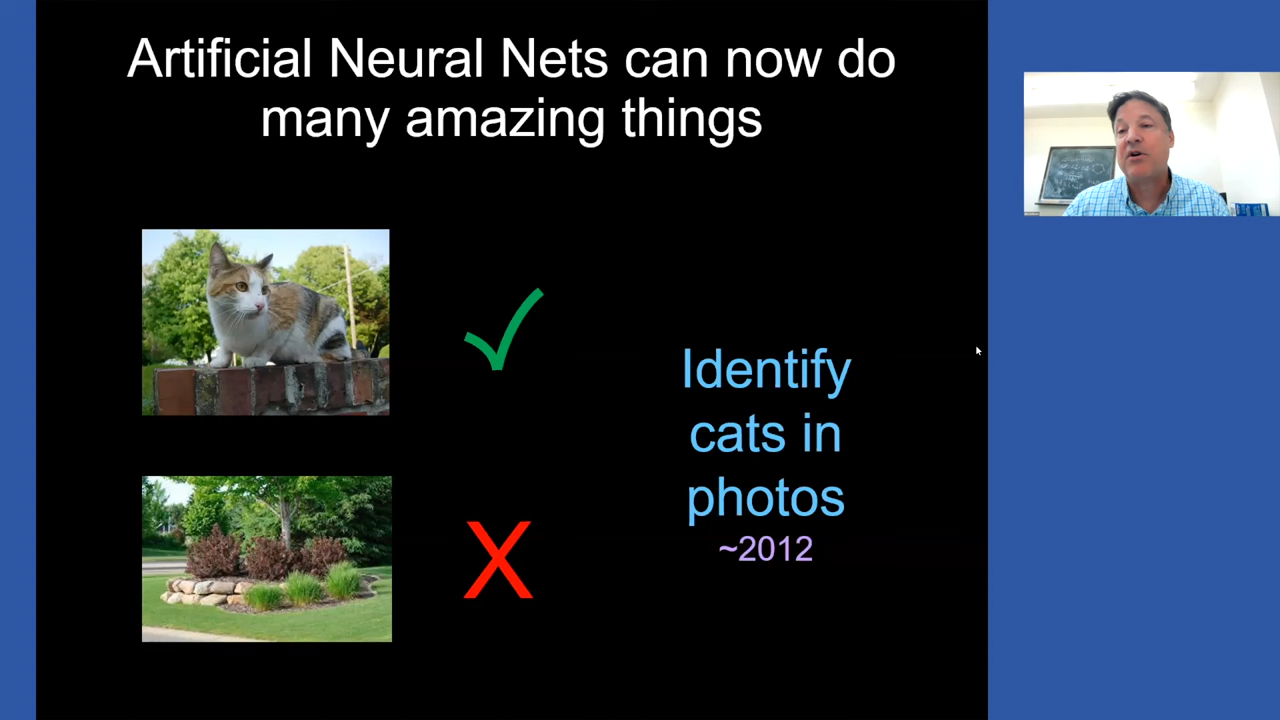 Artificial Neural Nets can now do
many amazing things
Identify
cats in
photos
~2012
X